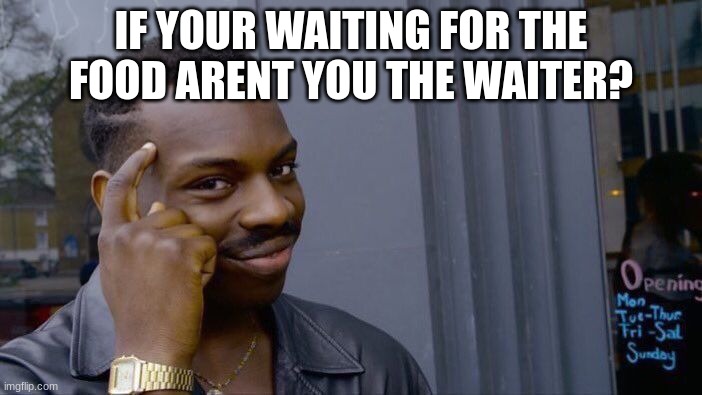 IF YOUR WAITING FOR THE
FOOD ARENT YOU THE WAITER?
Opening
Mon
Tue-Thur
Fri-Sat
Sunday
imgflip.com